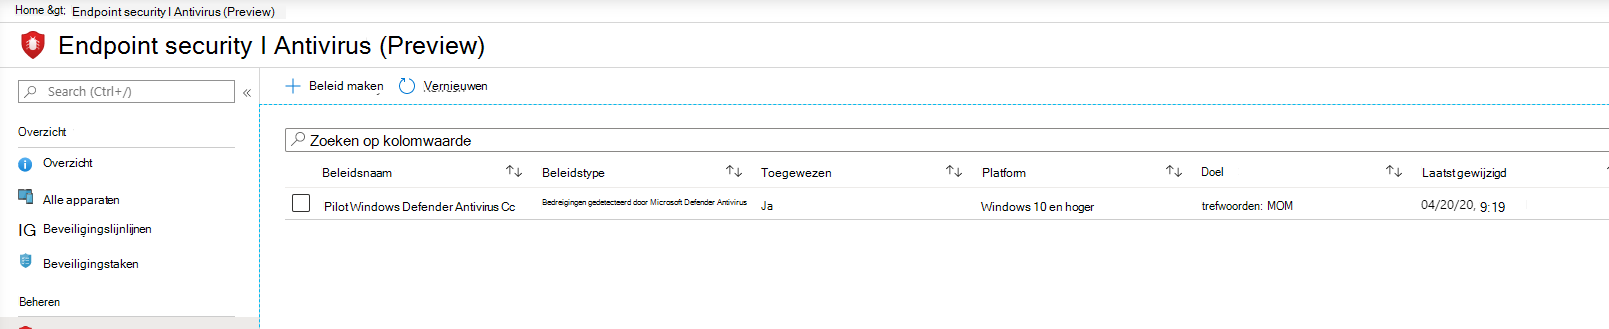 Home &gt; Endpoint security | Antivirus (Preview)
Endpoint security | Antivirus (Preview)
Search (Ctrl+/) «
Beleid maken Vernieuwen
Overzicht
Zoeken op kolomwaarde
Overzicht
Beleidsnaam Beleidstype Toegewezen Platform Doel Laatst gewijzigd
Alle apparaten
Pilot Windows Defender Antivirus Cc Bedreigingen gedetecteerd door Microsoft Defender Antivirus Ja Windows 10 en hoger trefwoorden: MOM 04/20/20, 9:19
IG Beveiligingslijnlijnen
Beveiligingstaken
Beheren